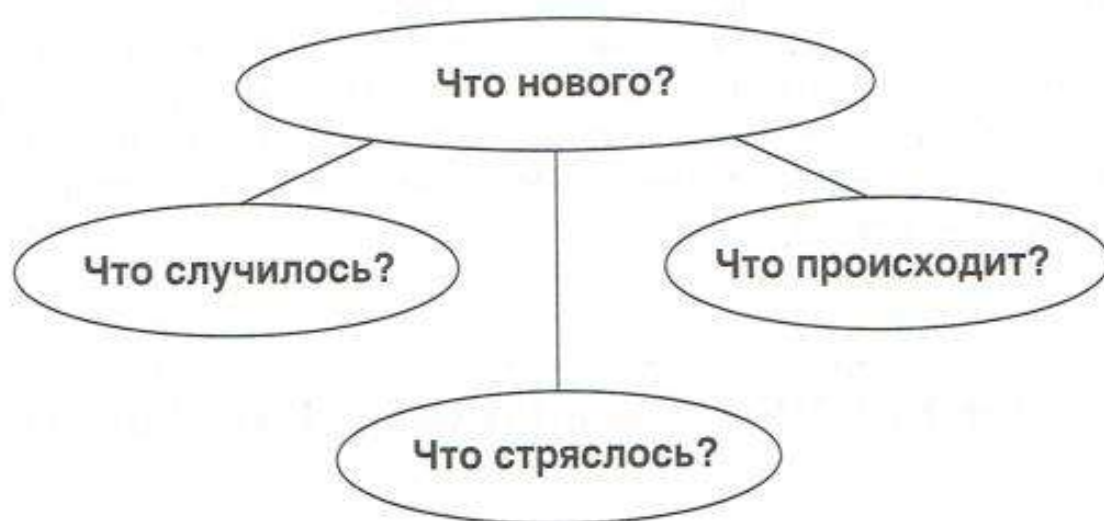 Что нового?
Что случилось?
Что происходит?
Что стряслось?